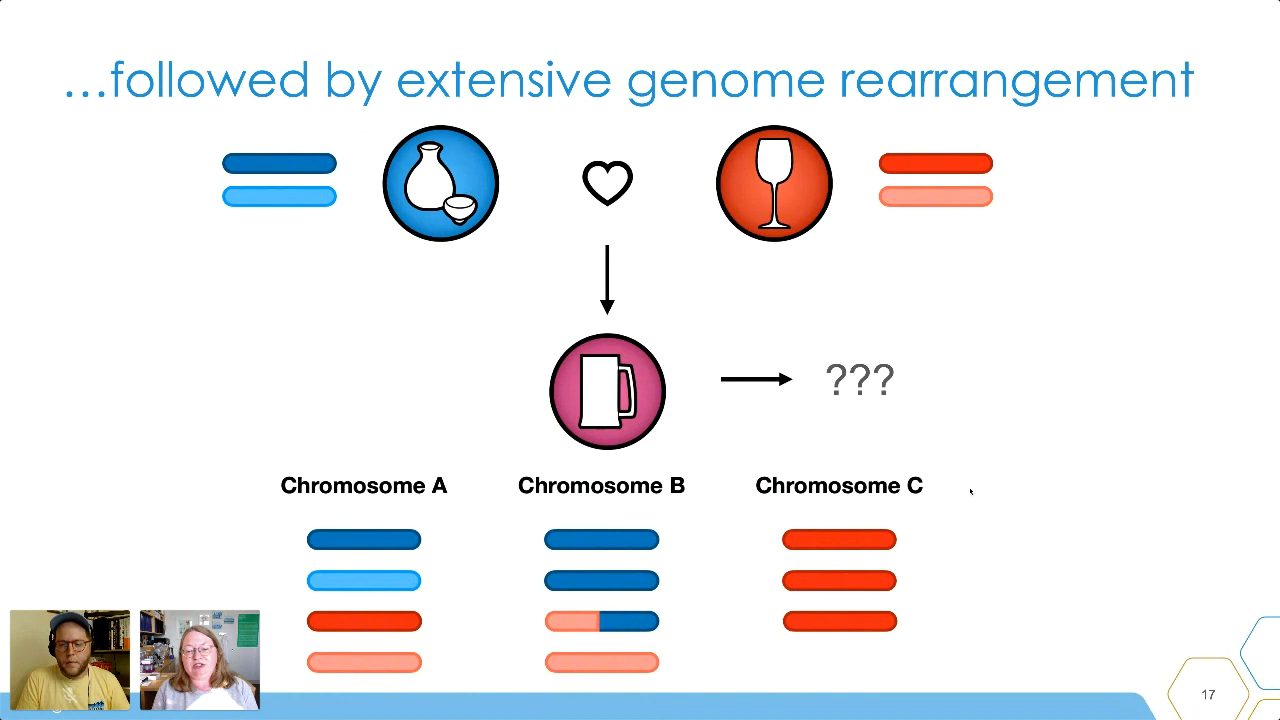 ...followed by extensive genome rearrangement
???
Chromosome A
Chromosome B
Chromosome C
17